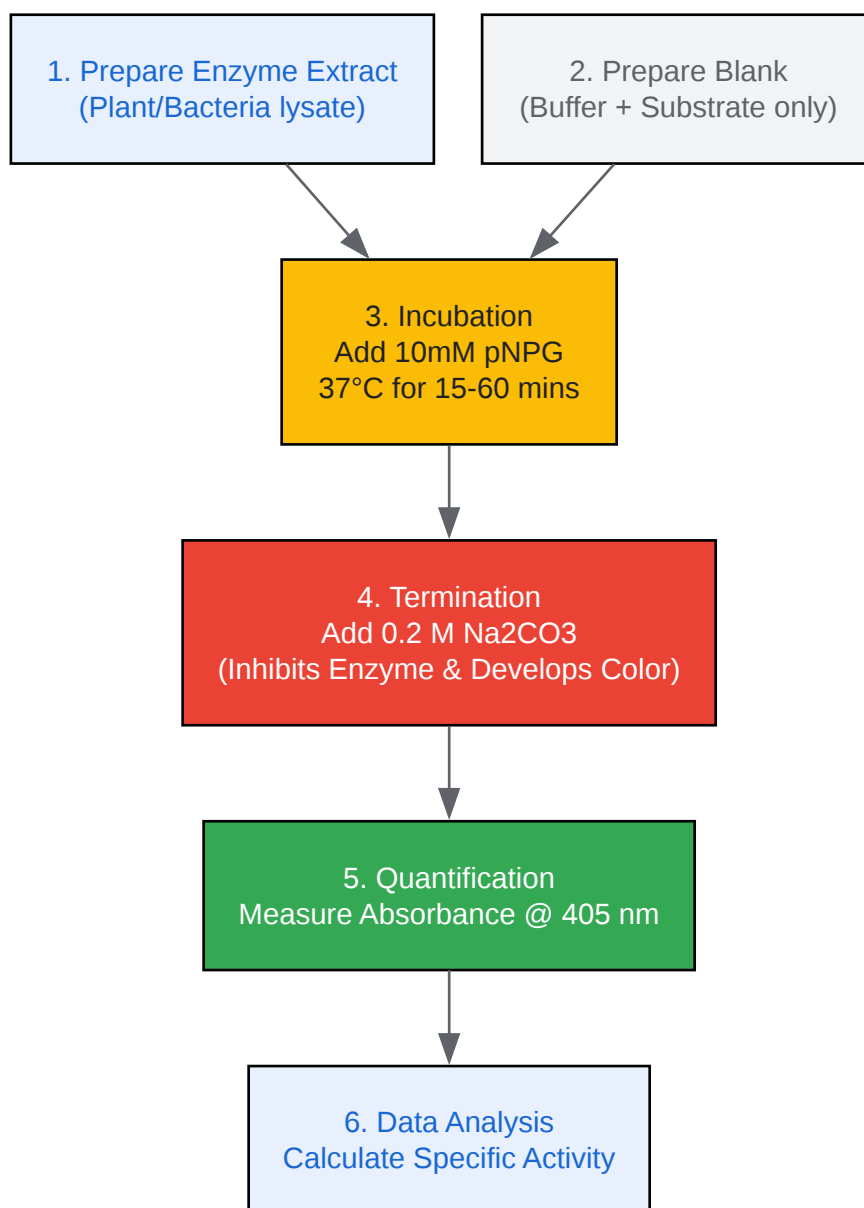 1. Prepare Enzyme Extract
(Plant/Bacteria lysate)
2. Prepare Blank
(Buffer + Substrate only)
3. Incubation
Add 10mM pNPG
37°C for 15-60 mins
4. Termination
Add 0.2 M Na2CO3
(Inhibits Enzyme & Develops Color)
5. Quantification
Measure Absorbance @ 405 nm
6. Data Analysis
Calculate Specific Activity